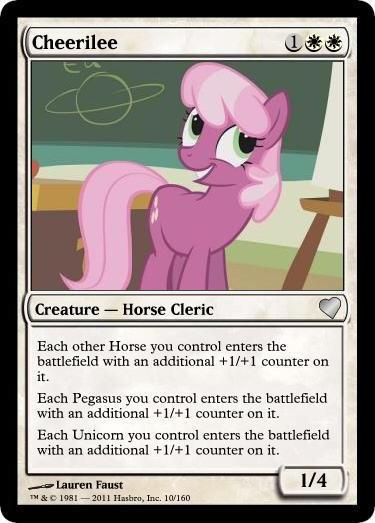 Cheerilee 1
Eu
Creature — Horse Cleric
Each other Horse you control enters the
battlefield with an additional +1/+1 counter on
it.
Each Pegasus you control enters the battlefield
with an additional +1/+1 counter on it.
Each Unicorn you control enters the battlefield
with an additional +1/+1 counter on it.
Lauren Faust
1/4
™ & © 1981 — 2011 Hasbro, Inc. 10/160